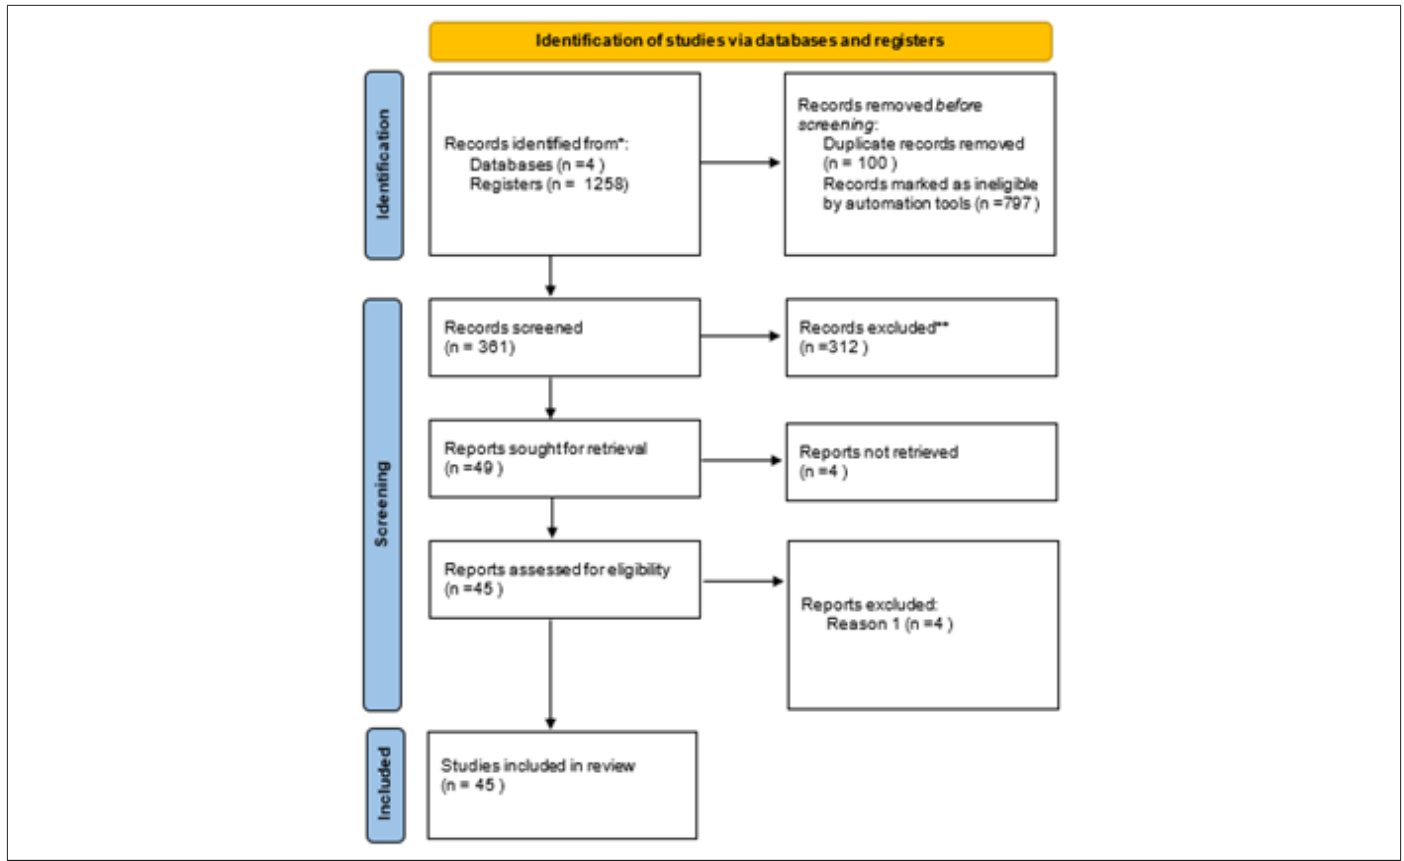 Identification of studies via databases and registers
Identification
Records identified from*:
Databases (n =4 )
Registers (n = 1258)
Records removed before
screening:
Duplicate records removed
(n = 100 )
Records marked as ineligible
by automation tools (n =797 )
Screening
Records screened
(n = 361)
Records excluded**
(n =312 )
Reports sought for retrieval
(n =49 )
Reports not retrieved
(n =4 )
Reports assessed for eligibility
(n =45 )
Reports excluded:
Reason 1 (n =4 )
Included
Studies included in review
(n = 45 )